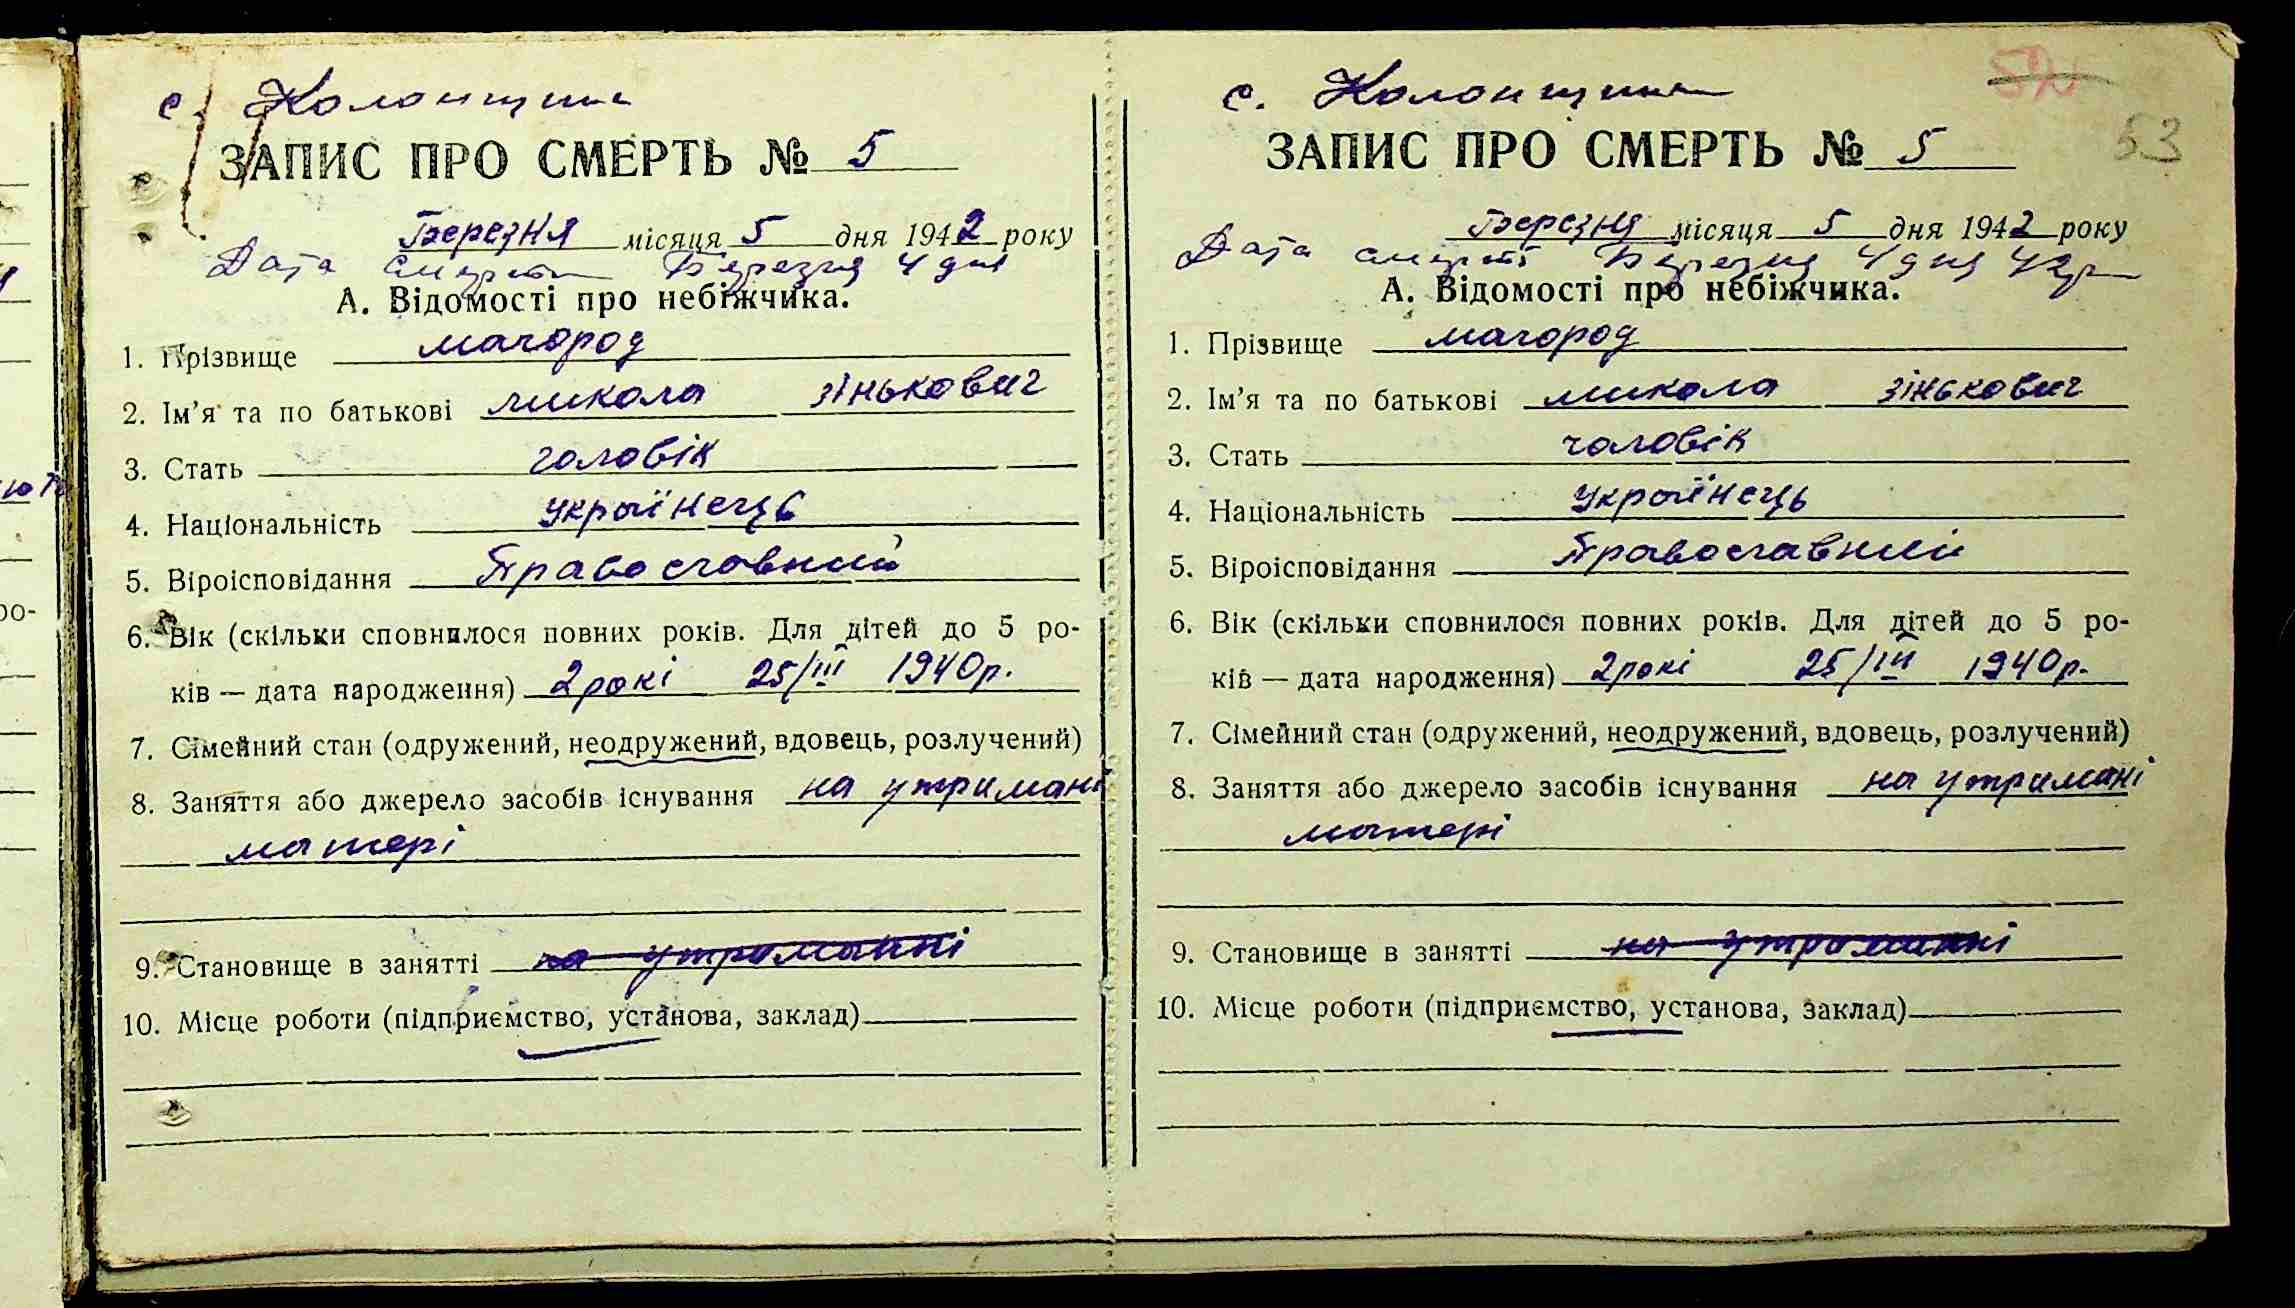 с. Колонщина
ЗАПИС ПРО СМЕРТЬ № 5
Березня місяця 5 дня 1942 року
Дата смерти Березня 4 дня
А. Відомості про небіжчика.
1. Прізвище магород
2. Ім’я та по батькові микола зінькович
3. Стать чоловік
4. Національність українець
5. Віроісповідання Православний
6. Вік (скільки сповнилося повних років. Для дітей до 5 ро-
ків — дата народження) 2 рокі 25/III 1940р.
7. Сімейний стан (одружений, неодружений, вдовець, розлучений)
8. Заняття або джерело засобів існування на утримані
матері
9. Становище в занятті на утриманні
10. Місце роботи (підприємство, установа, заклад)
с. Колонщина
52
53
ЗАПИС ПРО СМЕРТЬ № 5
Березня місяця 5 дня 1942 року
Дата смерті Березня 4 дня 42р
А. Відомості про небіжчика.
1. Прізвище магород
2. Ім’я та по батькові микола зінькович
3. Стать чоловік
4. Національність українець
5. Віроісповідання Православний
6. Вік (скільки сповнилося повних років. Для дітей до 5 ро-
ків — дата народження) 2 рокі 25/III 1940р.
7. Сімейний стан (одружений, неодружений, вдовець, розлучений)
8. Заняття або джерело засобів існування на утримані
матері
9. Становище в занятті на утриманні
10. Місце роботи (підприємство, установа, заклад)